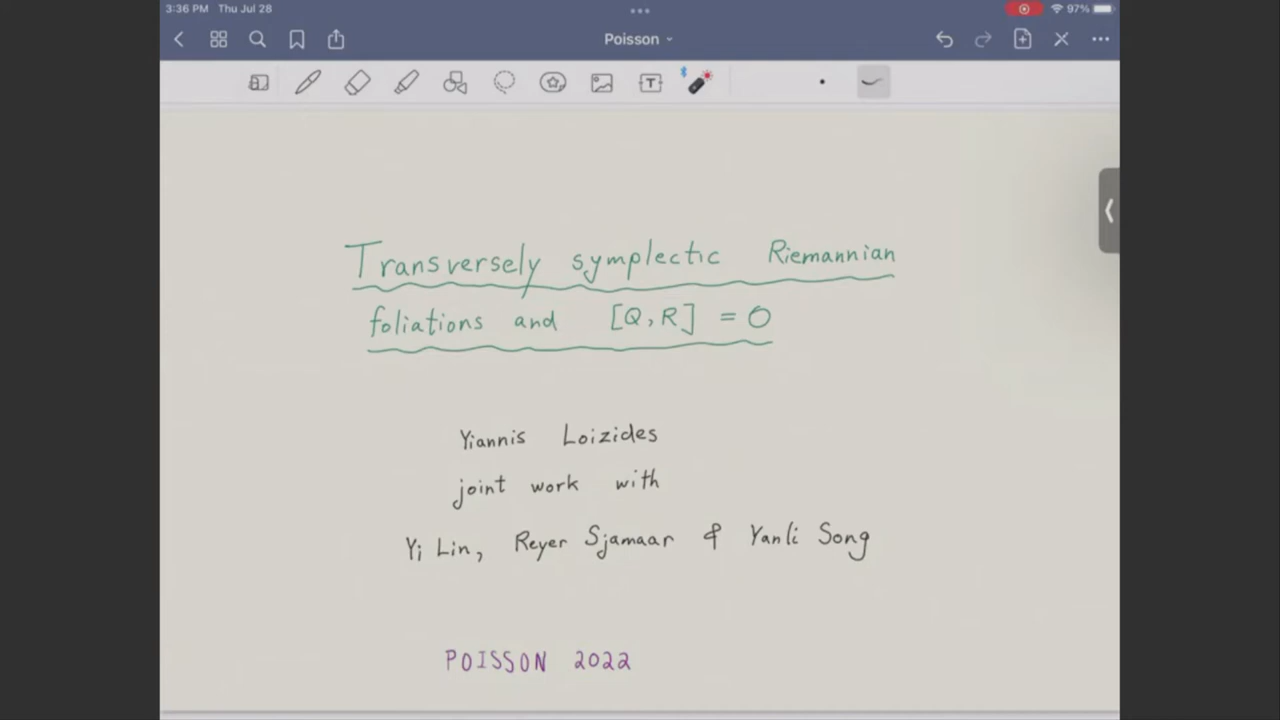 3:36 PM Thu Jul 28
97%
Poisson
T
Transversely symplectic Riemannian
foliations and [Q, R] = 0
Yiannis Loizides
joint work with
Yi Lin, Reyer Sjamaar & Yanli Song
POISSON 2022